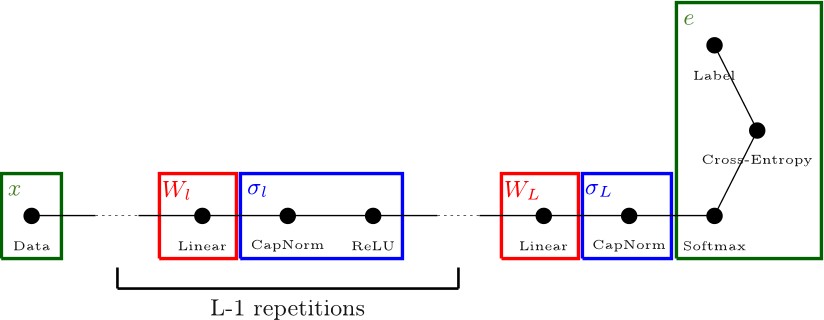 e
Label
Cross-Entropy
x
W_l
σ_l
W_L
σ_L
Data
Linear
CapNorm
ReLU
Linear
CapNorm
Softmax
L-1 repetitions